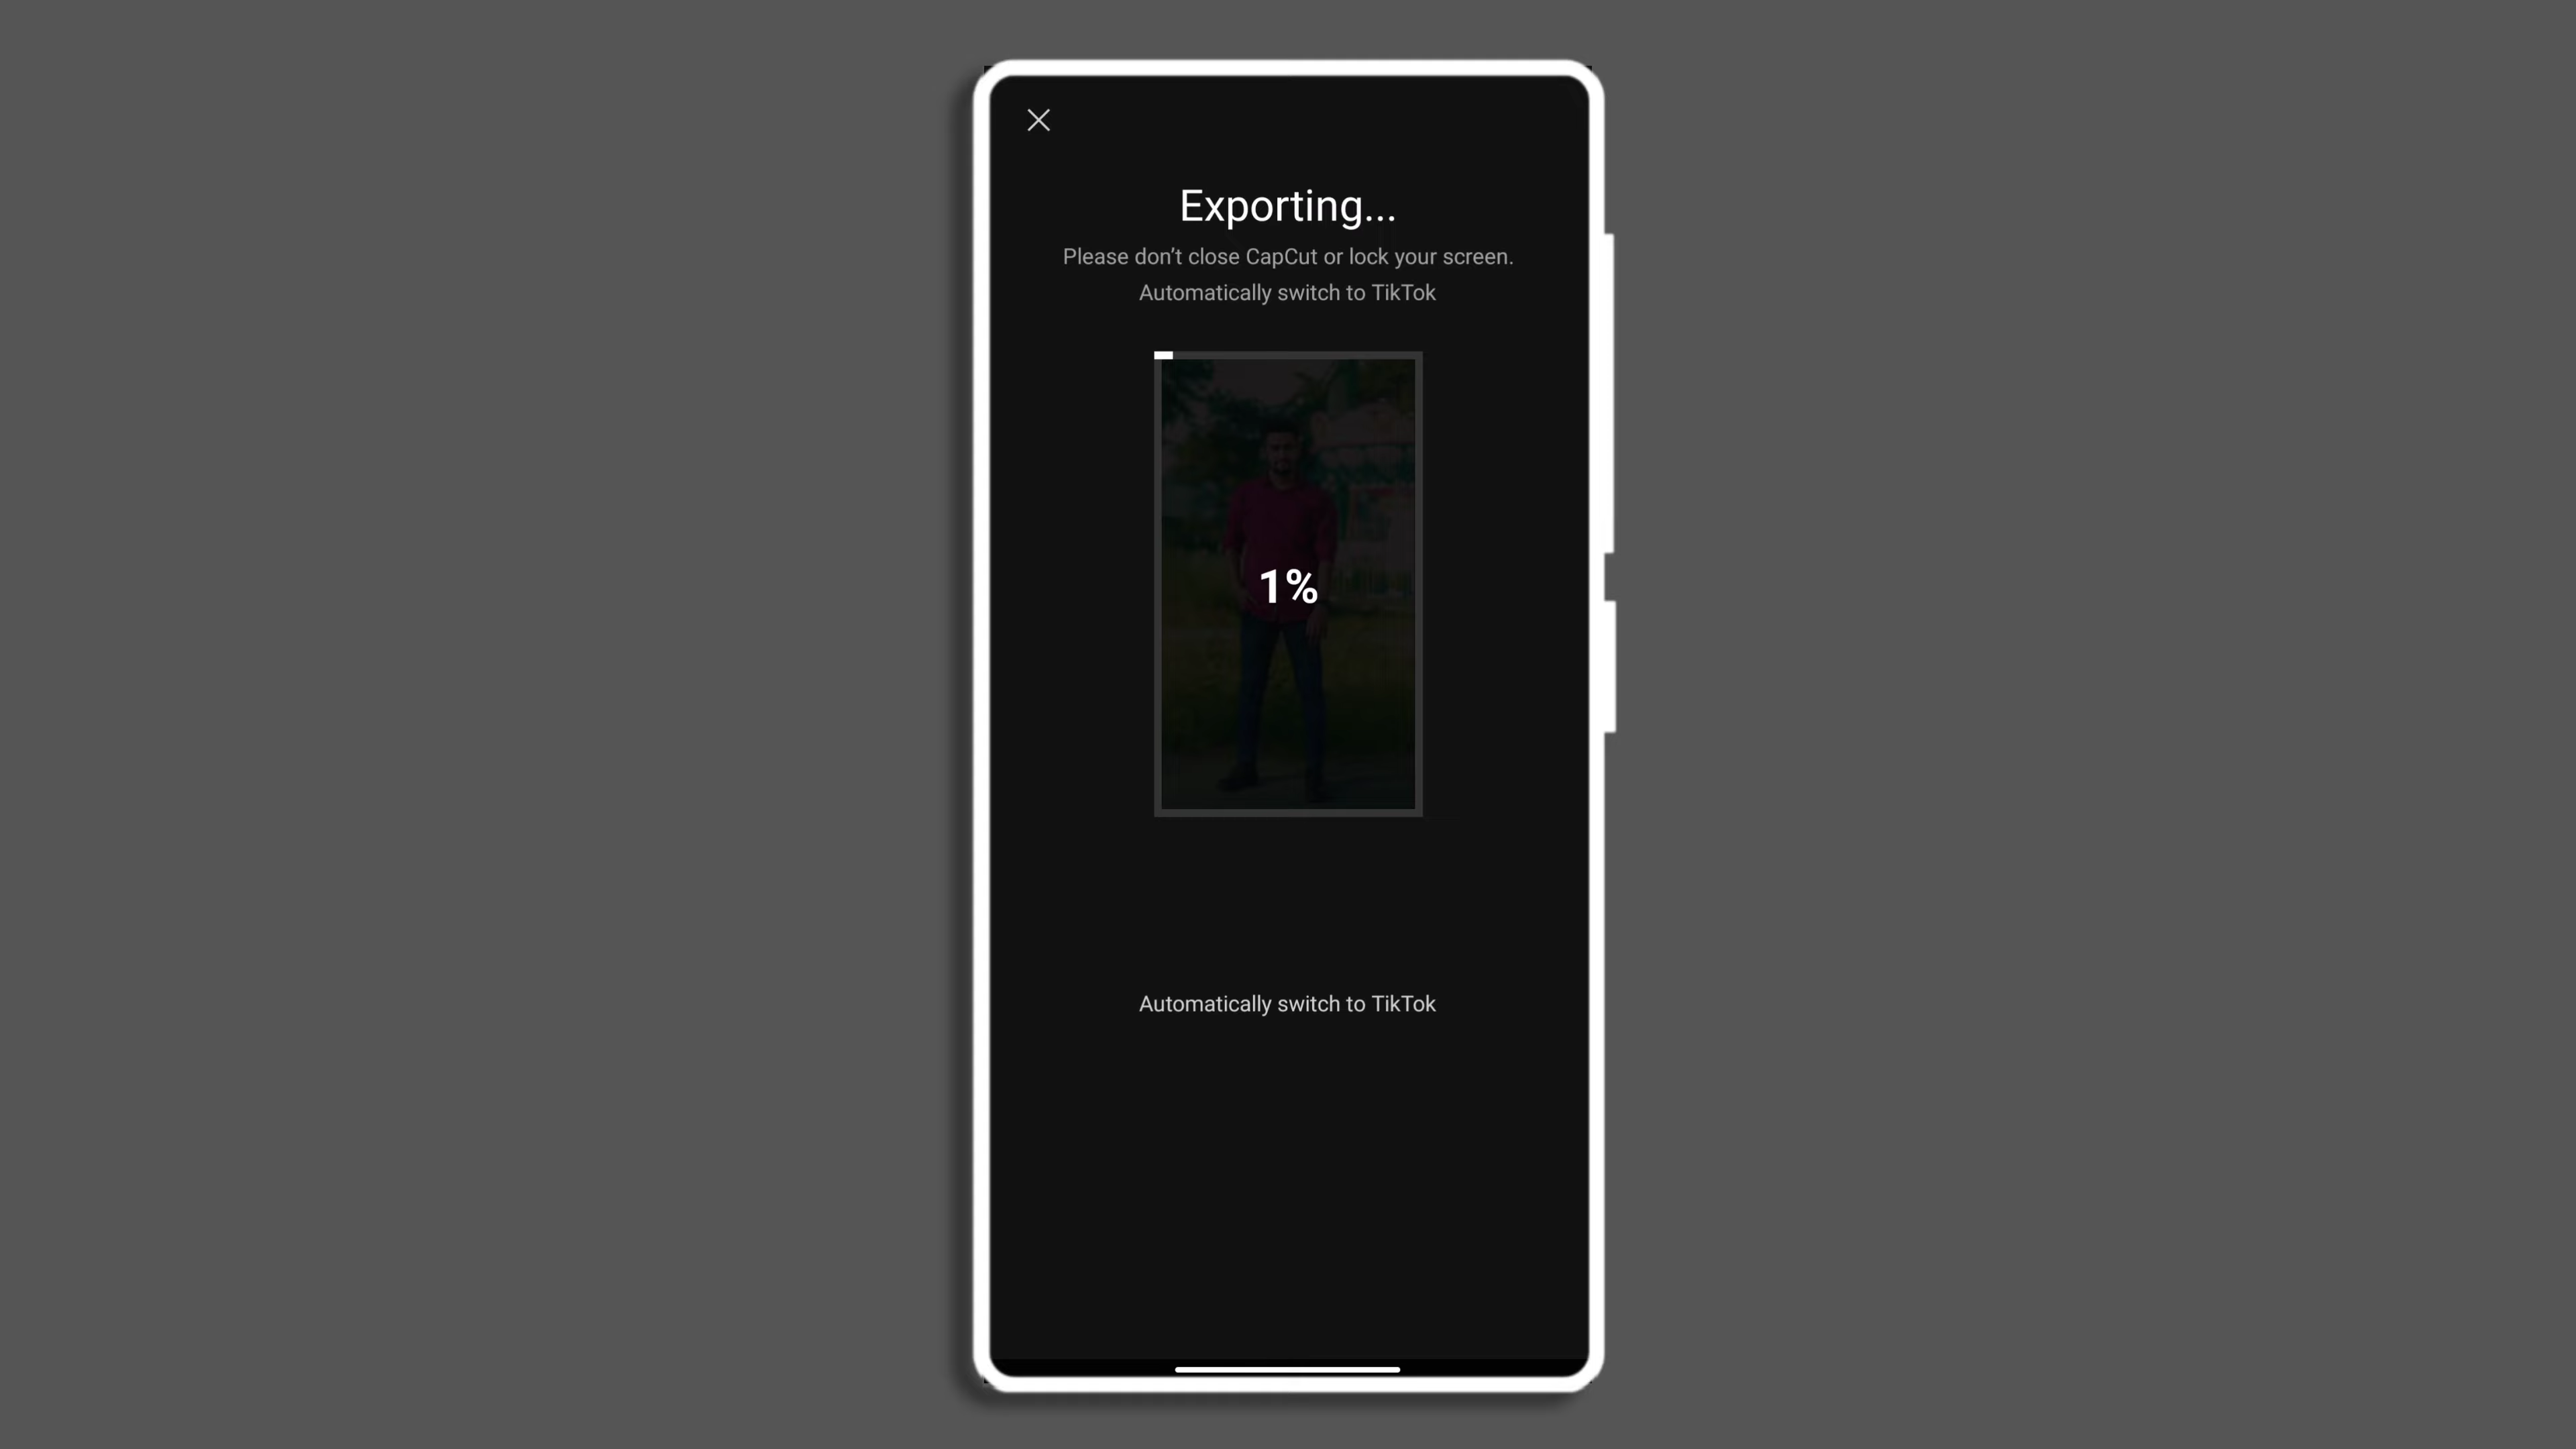 Exporting...
Please don’t close CapCut or lock your screen.
Automatically switch to TikTok
1%
Automatically switch to TikTok